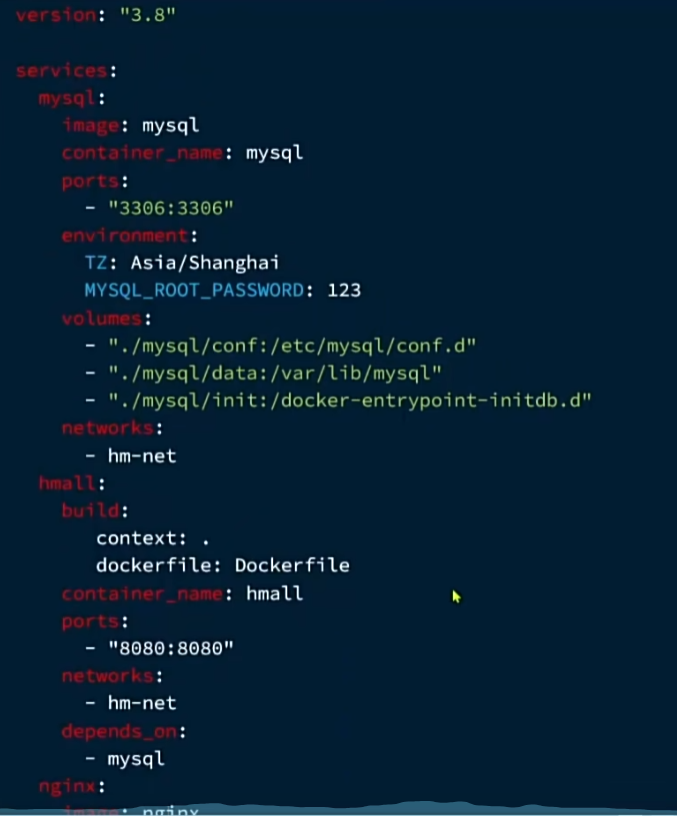 version: "3.8"
services:
  mysql:
    image: mysql
    container_name: mysql
    ports:
      - "3306:3306"
    environment:
      TZ: Asia/Shanghai
      MYSQL_ROOT_PASSWORD: 123
    volumes:
      - "./mysql/conf:/etc/mysql/conf.d"
      - "./mysql/data:/var/lib/mysql"
      - "./mysql/init:/docker-entrypoint-initdb.d"
    networks:
      - hm-net
  hmall:
    build:
       context: .
       dockerfile: Dockerfile
    container_name: hmall
    ports:
      - "8080:8080"
    networks:
      - hm-net
    depends_on:
      - mysql
  nginx:
    image: nginx